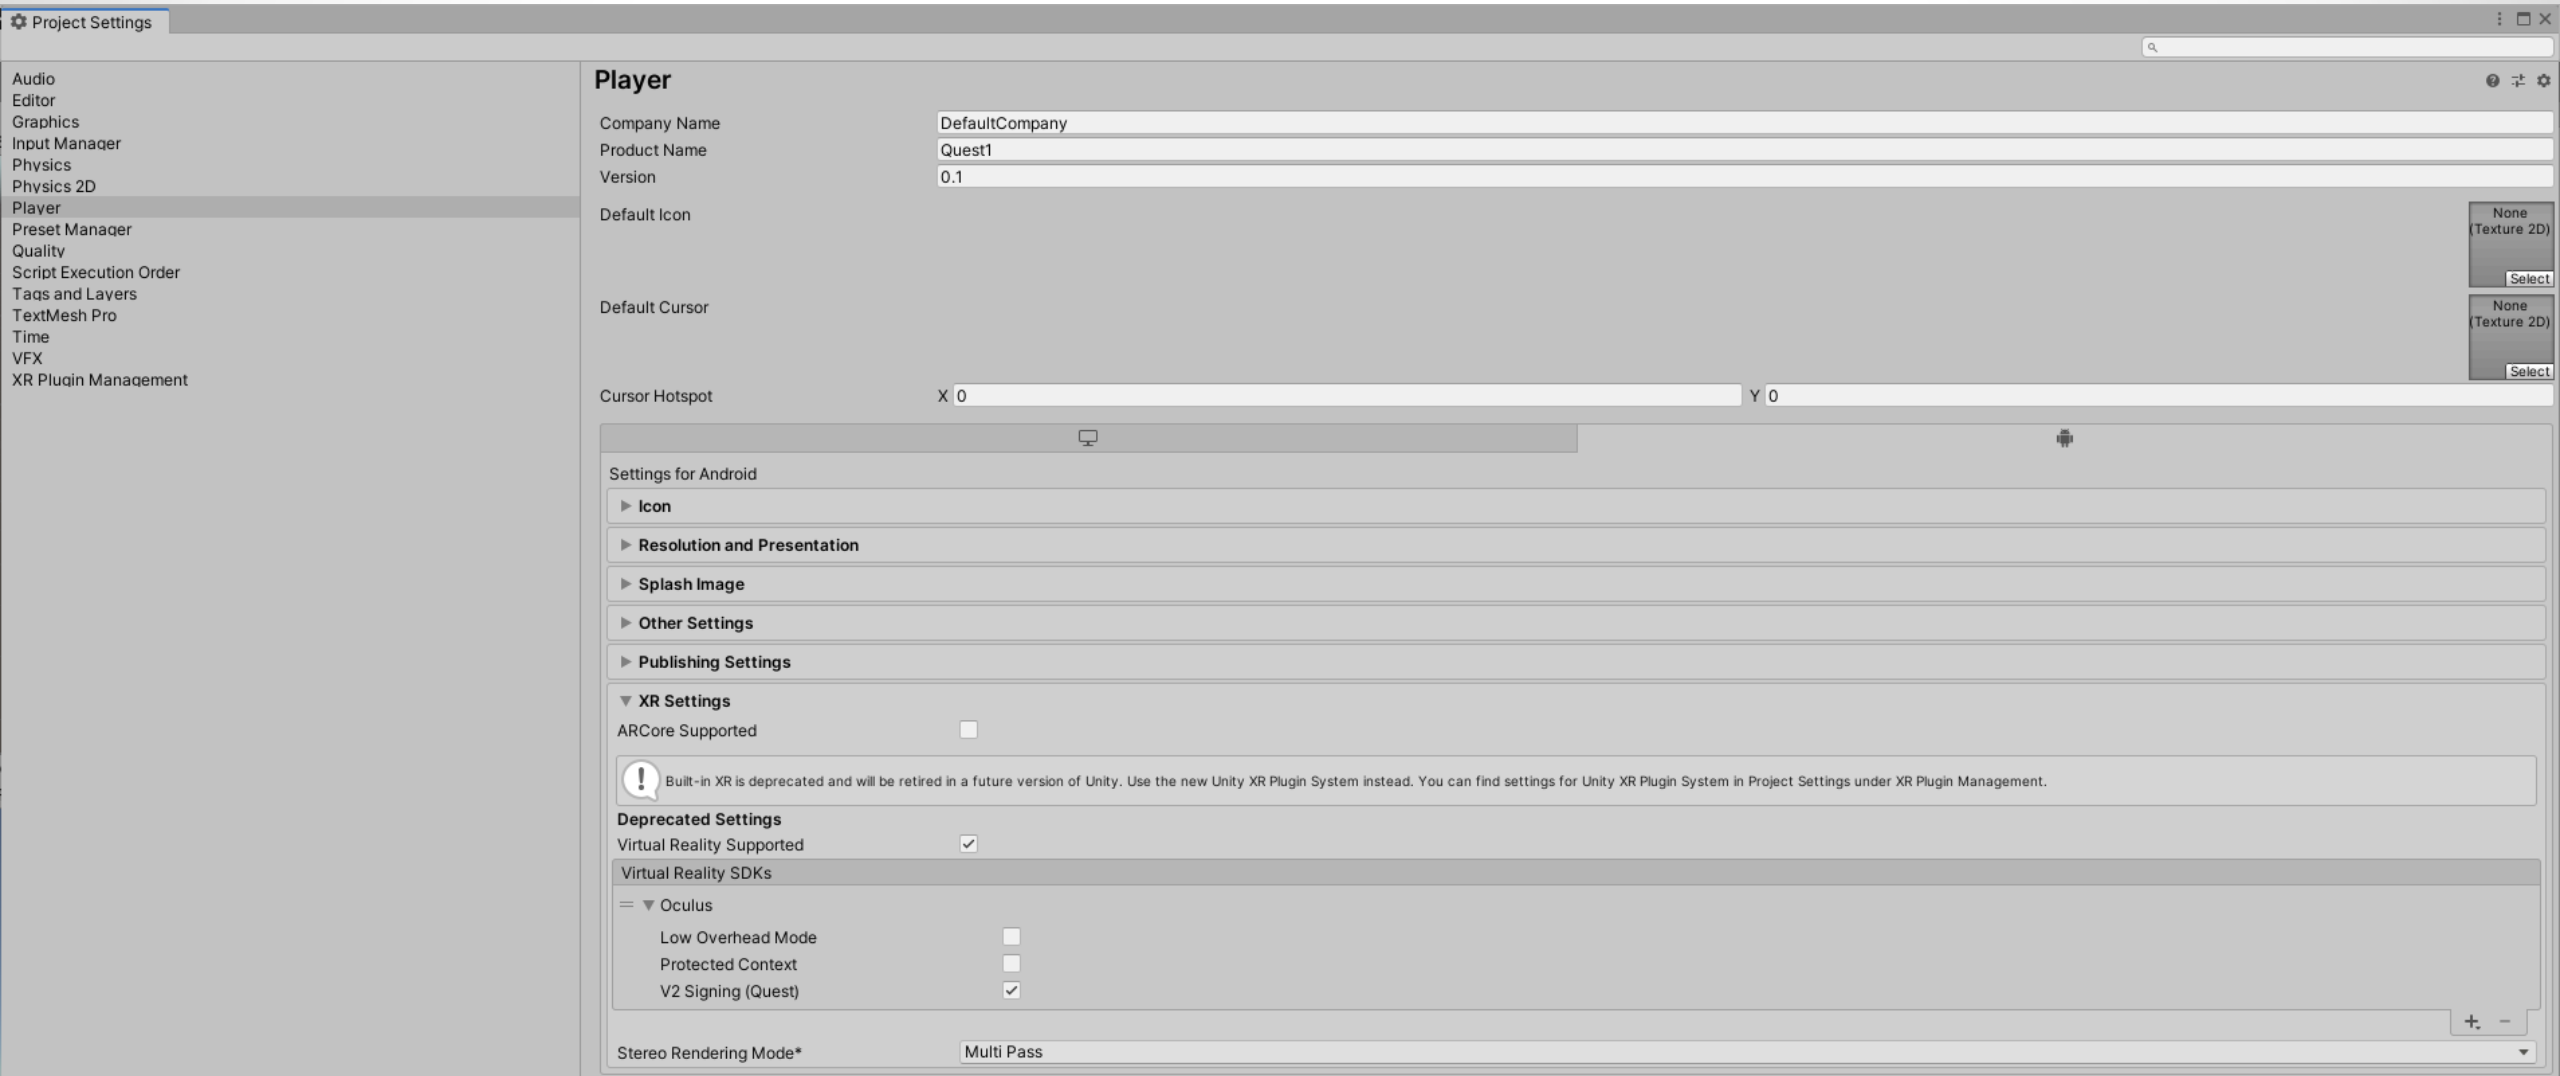 Project Settings
Audio
Editor
Graphics
Input Manager
Physics
Physics 2D
Player
Preset Manager
Quality
Script Execution Order
Tags and Layers
TextMesh Pro
Time
VFX
XR Plugin Management
Player
Company Name DefaultCompany
Product Name Quest1
Version 0.1
Default Icon
None
(Texture 2D)
Select
Default Cursor
None
(Texture 2D)
Select
Cursor Hotspot X 0 Y 0
Settings for Android
Icon
Resolution and Presentation
Splash Image
Other Settings
Publishing Settings
XR Settings
ARCore Supported
Built-in XR is deprecated and will be retired in a future version of Unity. Use the new Unity XR Plugin System instead. You can find settings for Unity XR Plugin System in Project Settings under XR Plugin Management.
Deprecated Settings
Virtual Reality Supported
Virtual Reality SDKs
Oculus
Low Overhead Mode
Protected Context
V2 Signing (Quest)
Stereo Rendering Mode* Multi Pass